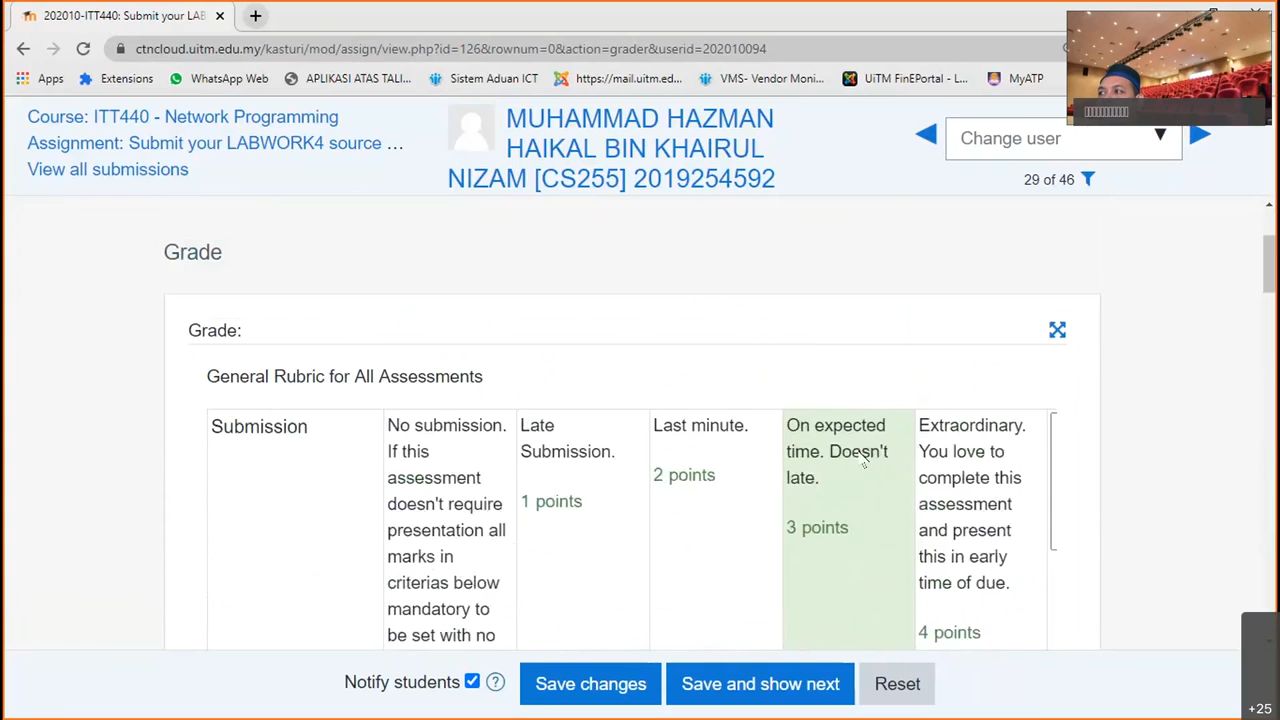 202010-ITT440: Submit your LAB
ctncloud.uitm.edu.my/kasturi/mod/assign/view.php?id=126&rownum=0&action=grader&userid=202010094
Apps
Extensions
WhatsApp Web
APLIKASI ATAS TALI...
Sistem Aduan ICT
https://mail.uitm.ed...
VMS- Vendor Moni...
UiTM FinEPortal - L...
MyATP
Course: ITT440 - Network Programming
Assignment: Submit your LABWORK4 source ...
View all submissions
MUHAMMAD HAZMAN
HAIKAL BIN KHAIRUL
NIZAM [CS255] 2019254592
Change user
29 of 46
Grade
Grade:
General Rubric for All Assessments
Submission
No submission.
If this
assessment
doesn't require
presentation all
marks in
criterias below
mandatory to
be set with no
Late
Submission.
1 points
Last minute.
2 points
On expected
time. Doesn't
late.
3 points
Extraordinary.
You love to
complete this
assessment
and present
this in early
time of due.
4 points
Notify students
Save changes
Save and show next
Reset
+25